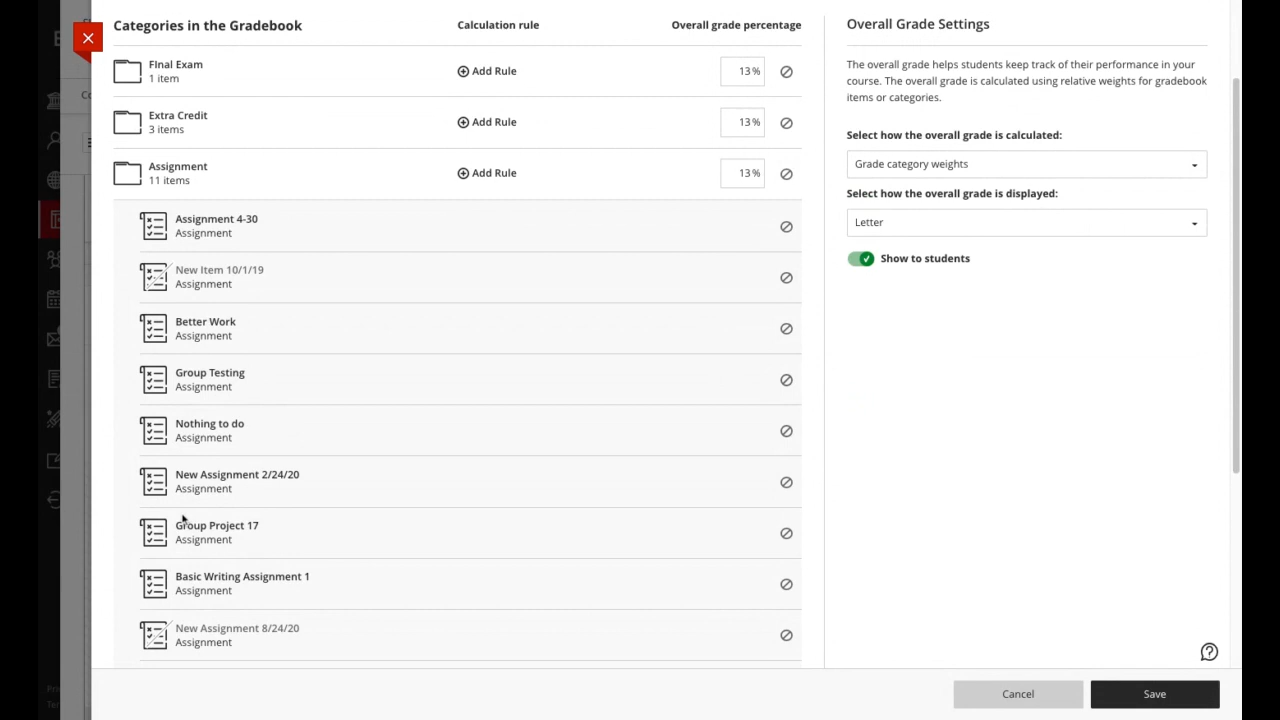 Categories in the Gradebook Calculation rule Overall grade percentage
FInal Exam
1 item
Add Rule
13 %
Extra Credit
3 items
Add Rule
13 %
Assignment
11 items
Add Rule
13 %
Assignment 4-30
Assignment
New Item 10/1/19
Assignment
Better Work
Assignment
Group Testing
Assignment
Nothing to do
Assignment
New Assignment 2/24/20
Assignment
Group Project 17
Assignment
Basic Writing Assignment 1
Assignment
New Assignment 8/24/20
Assignment
Overall Grade Settings
The overall grade helps students keep track of their performance in your
course. The overall grade is calculated using relative weights for gradebook
items or categories.
Select how the overall grade is calculated:
Grade category weights
Select how the overall grade is displayed:
Letter
Show to students
Cancel
Save